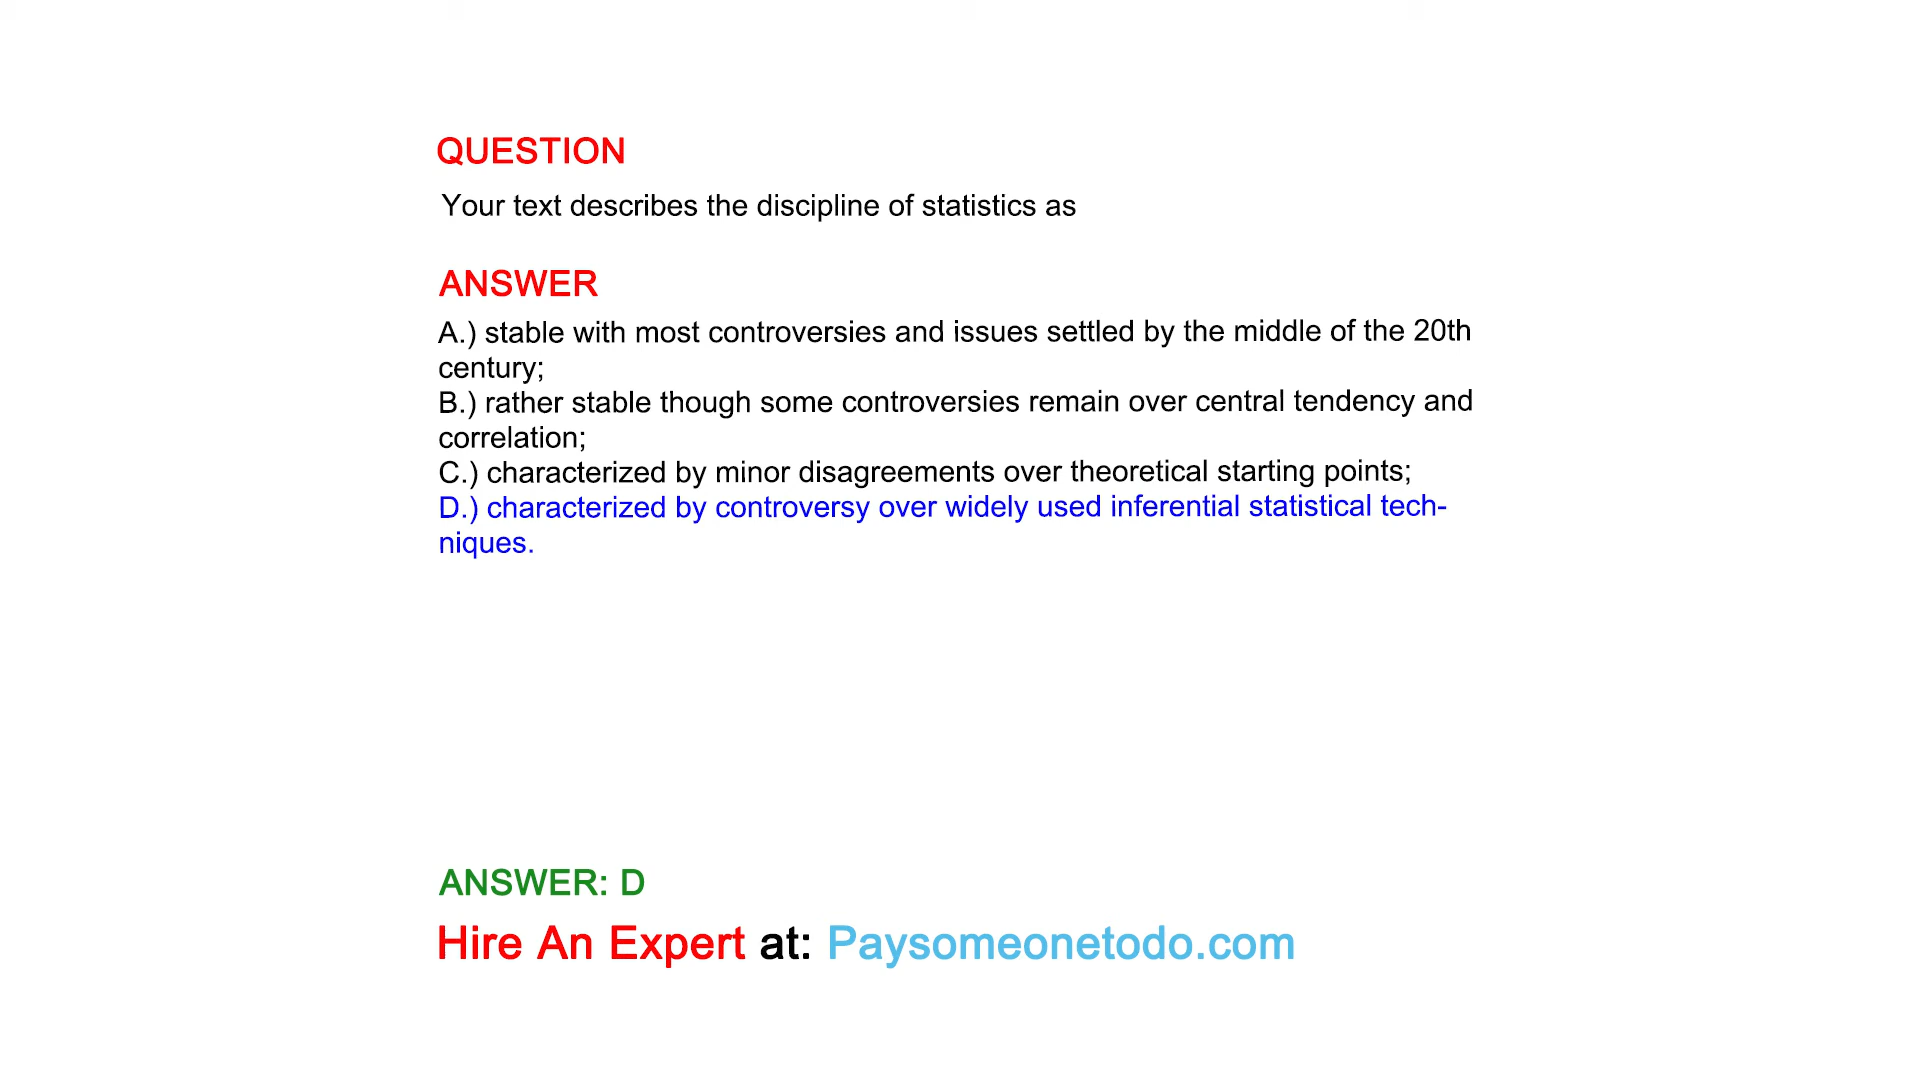 QUESTION
Your text describes the discipline of statistics as
ANSWER
A.) stable with most controversies and issues settled by the middle of the 20th
century;
B.) rather stable though some controversies remain over central tendency and
correlation;
C.) characterized by minor disagreements over theoretical starting points;
D.) characterized by controversy over widely used inferential statistical tech-
niques.
ANSWER: D
Hire An Expert at: Paysomeonetodo.com